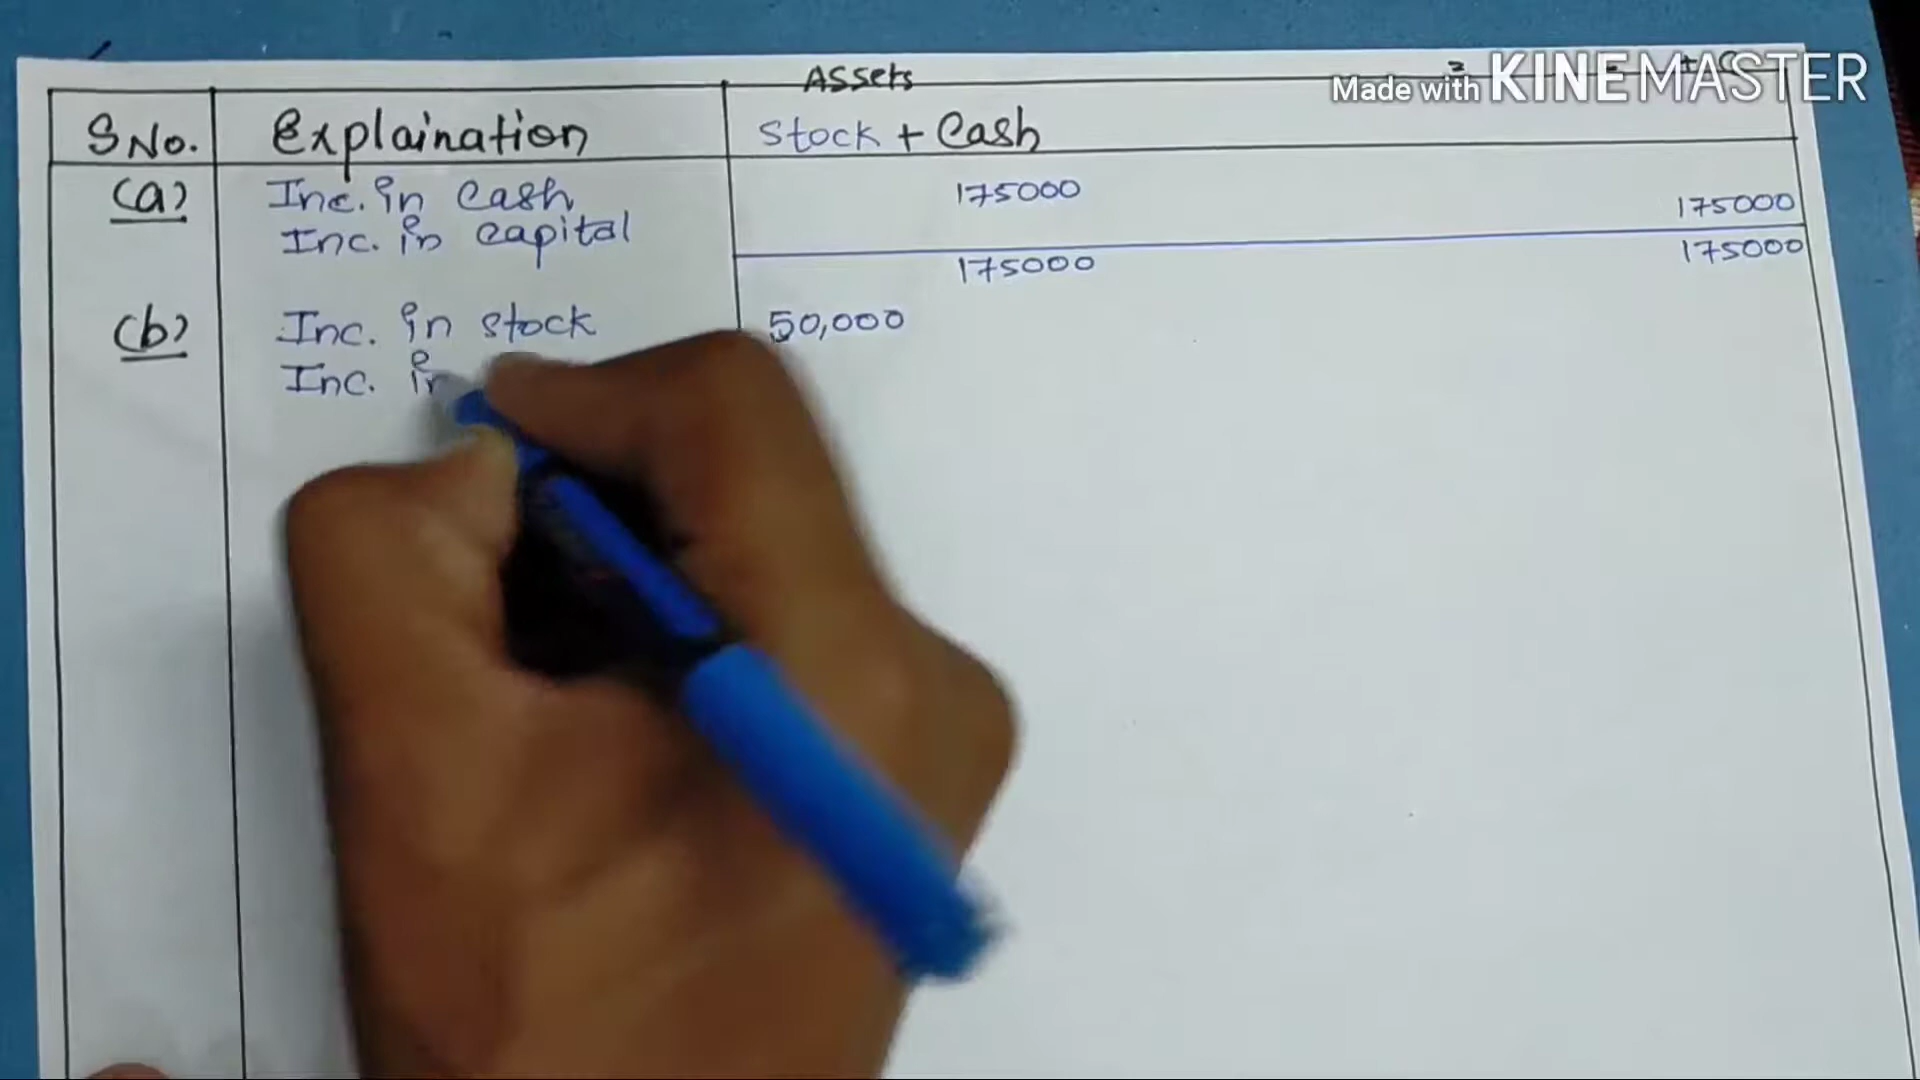 Assets
Made with KINEMASTER
S No. Explaination Stock + Cash
(a) Inc. in cash 175000 175000
Inc. in capital
175000 175000
(b) Inc. in stock 50,000
Inc. in